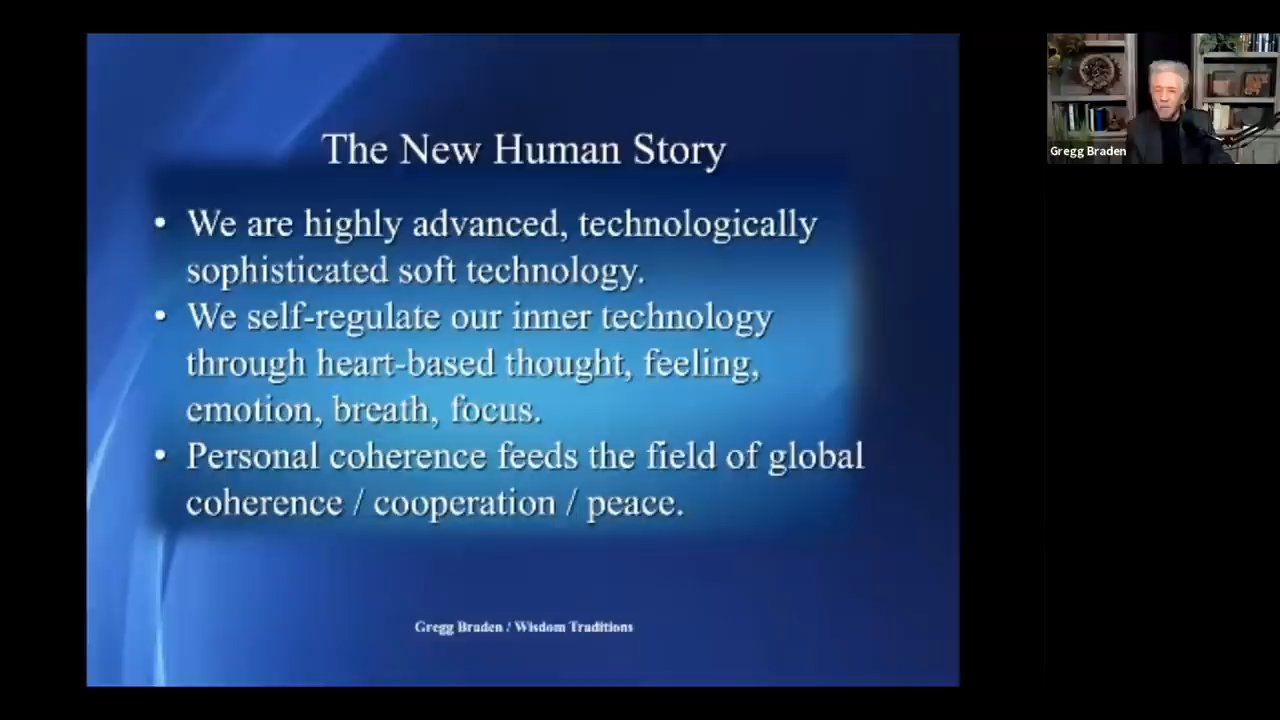 The New Human Story
• We are highly advanced, technologically
sophisticated soft technology.
• We self-regulate our inner technology
through heart-based thought, feeling,
emotion, breath, focus.
• Personal coherence feeds the field of global
coherence / cooperation / peace.
Gregg Braden / Wisdom Traditions
Gregg Braden